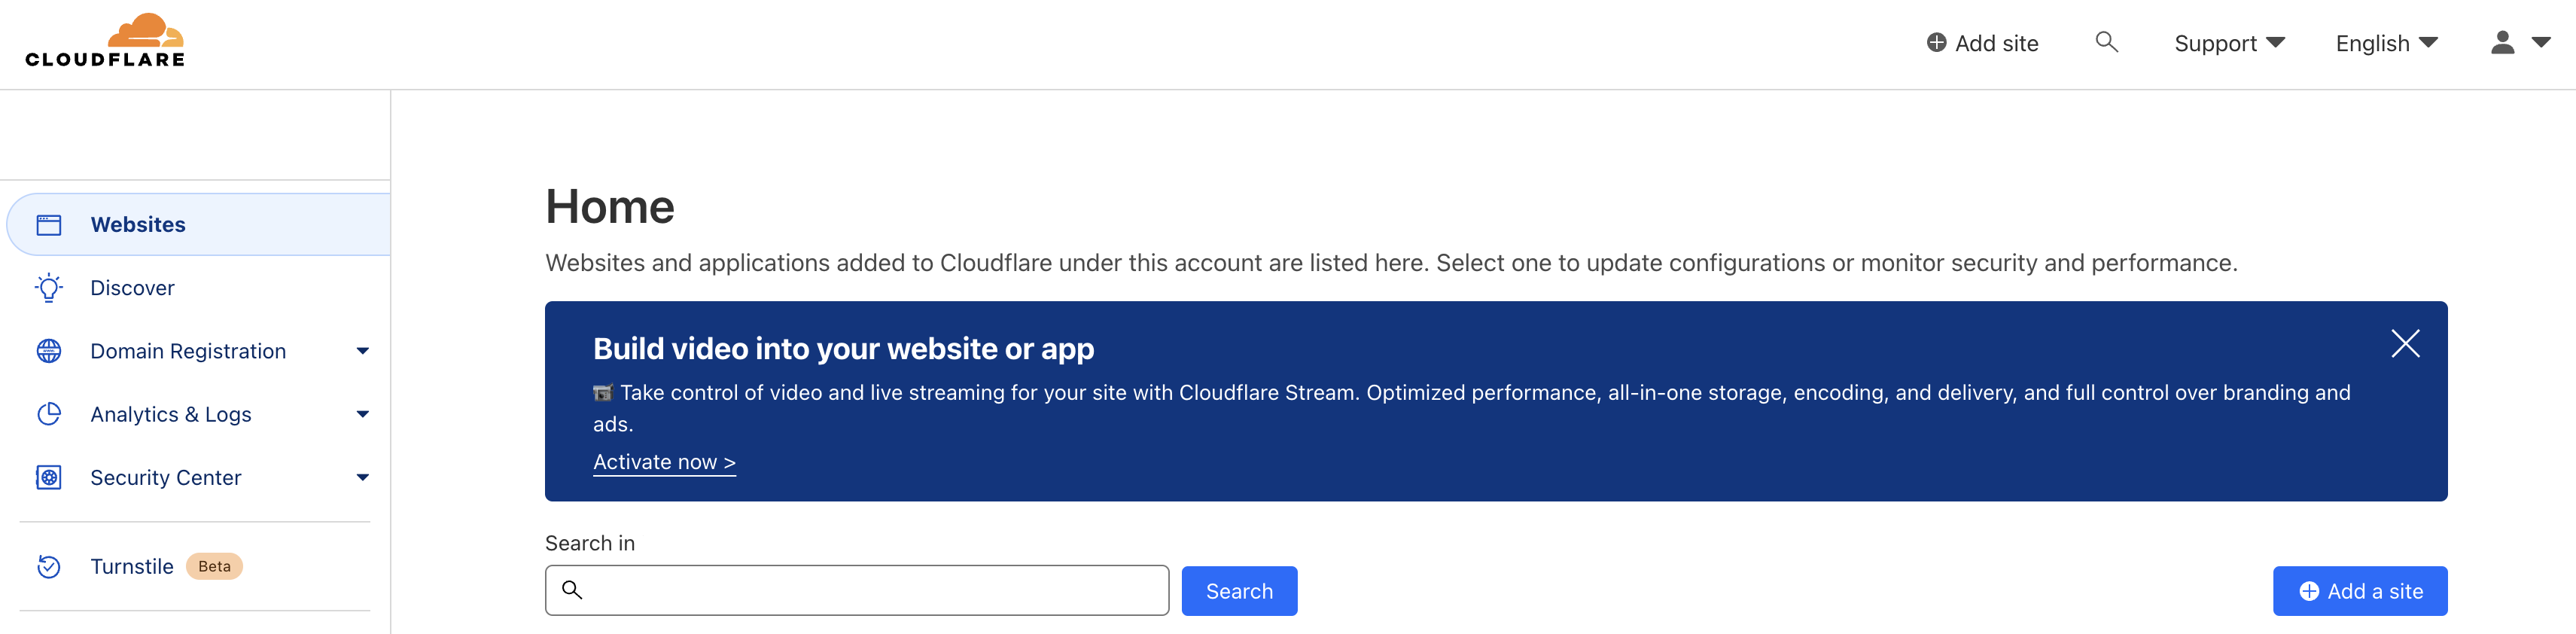 CLOUDFLARE
Add site
Support
English
Websites
Discover
Domain Registration
Analytics & Logs
Security Center
Turnstile Beta
Home
Websites and applications added to Cloudflare under this account are listed here. Select one to update configurations or monitor security and performance.
Build video into your website or app
Take control of video and live streaming for your site with Cloudflare Stream. Optimized performance, all-in-one storage, encoding, and delivery, and full control over branding and
ads.
Activate now >
Search in
Search
Add a site